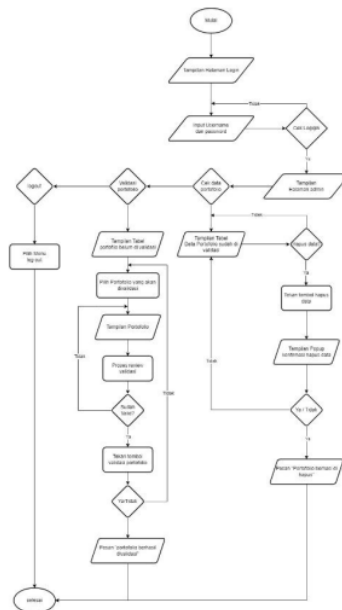 Mulai
Tampilan Halaman Login
Tidak
Input Username
dan password
Cek Login
Ya
logout
Validasi
portofolio
Cari data
portofolio
Tampilan
Halaman admin
Tidak
Pilih Menu
log out
Tampilan Tabel
portofolio belum di validasi
Tampilan Tabel
Data Portofolio sudah di
validasi
Hapus data?
Ya
Pilih Portofolio yang akan
divalidasi
Tekan tombol hapus
data
Tampilan Portofolio
Tidak
Tidak
Proses review
validasi
Tampilan Popup
konfirmasi hapus data
Tidak
Sudah
Ya / Tidak
Ya
Ya
Tekan tombol
validasi portofolio
Ya/Tidak
Pesan "Portofolio berhasil di
hapus"
Pesan "portofolio berhasil
divalidasi"
selesai